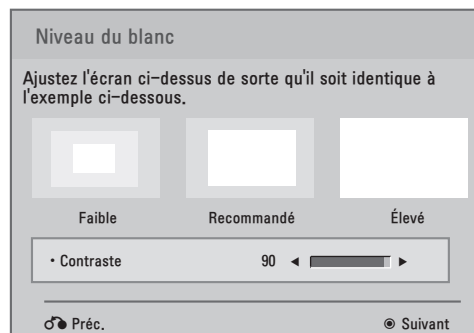 Niveau du blanc
Ajustez l'écran ci-dessus de sorte qu'il soit identique à
l'exemple ci-dessous.
Faible Recommandé Élevé
• Contraste 90 ◄ ►
Préc. ◉ Suivant